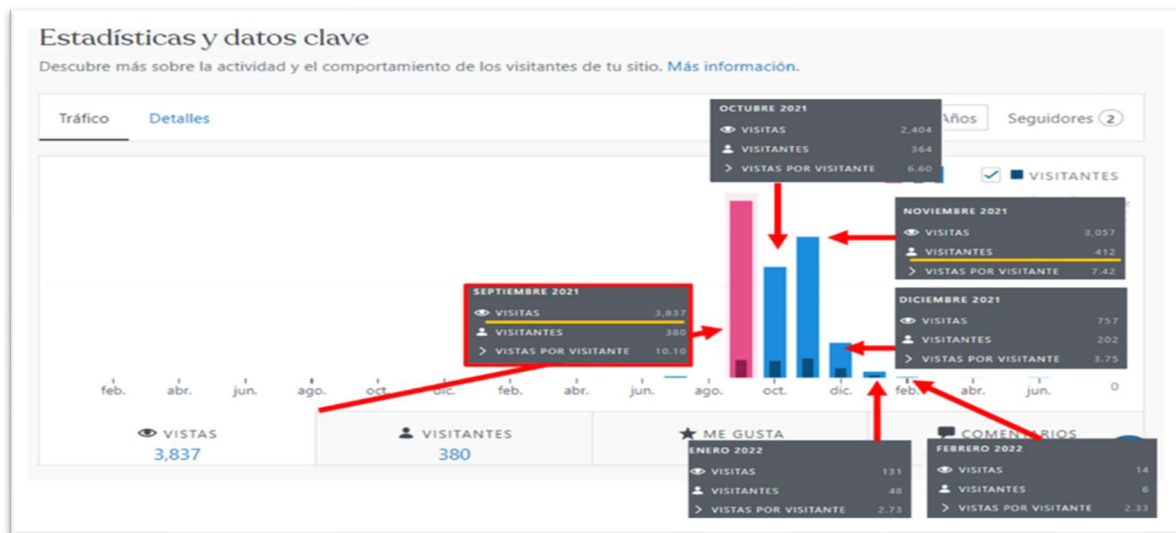 Estadísticas y datos clave
Descubre más sobre la actividad y el comportamiento de los visitantes de tu sitio. Más información.
Tráfico Detalles
Años Seguidores 2
VISITANTES
OCTUBRE 2021
VISITAS 2,404
VISITANTES 364
VISTAS POR VISITANTE 6.60
NOVIEMBRE 2021
VISITAS 3,057
VISITANTES 412
VISTAS POR VISITANTE 7.42
SEPTIEMBRE 2021
VISITAS 3,837
VISITANTES 380
VISTAS POR VISITANTE 10.10
DICIEMBRE 2021
VISITAS 757
VISITANTES 202
VISTAS POR VISITANTE 3.75
feb. abr. jun. ago. oct. dic. feb. abr. jun. ago. oct. dic. feb. abr. jun. 0
VISTAS VISITANTES ME GUSTA COMENTARIOS
3,837 380
ENERO 2022
VISITAS 131
VISITANTES 48
VISTAS POR VISITANTE 2.73
FEBRERO 2022
VISITAS 14
VISITANTES 6
VISTAS POR VISITANTE 2.33